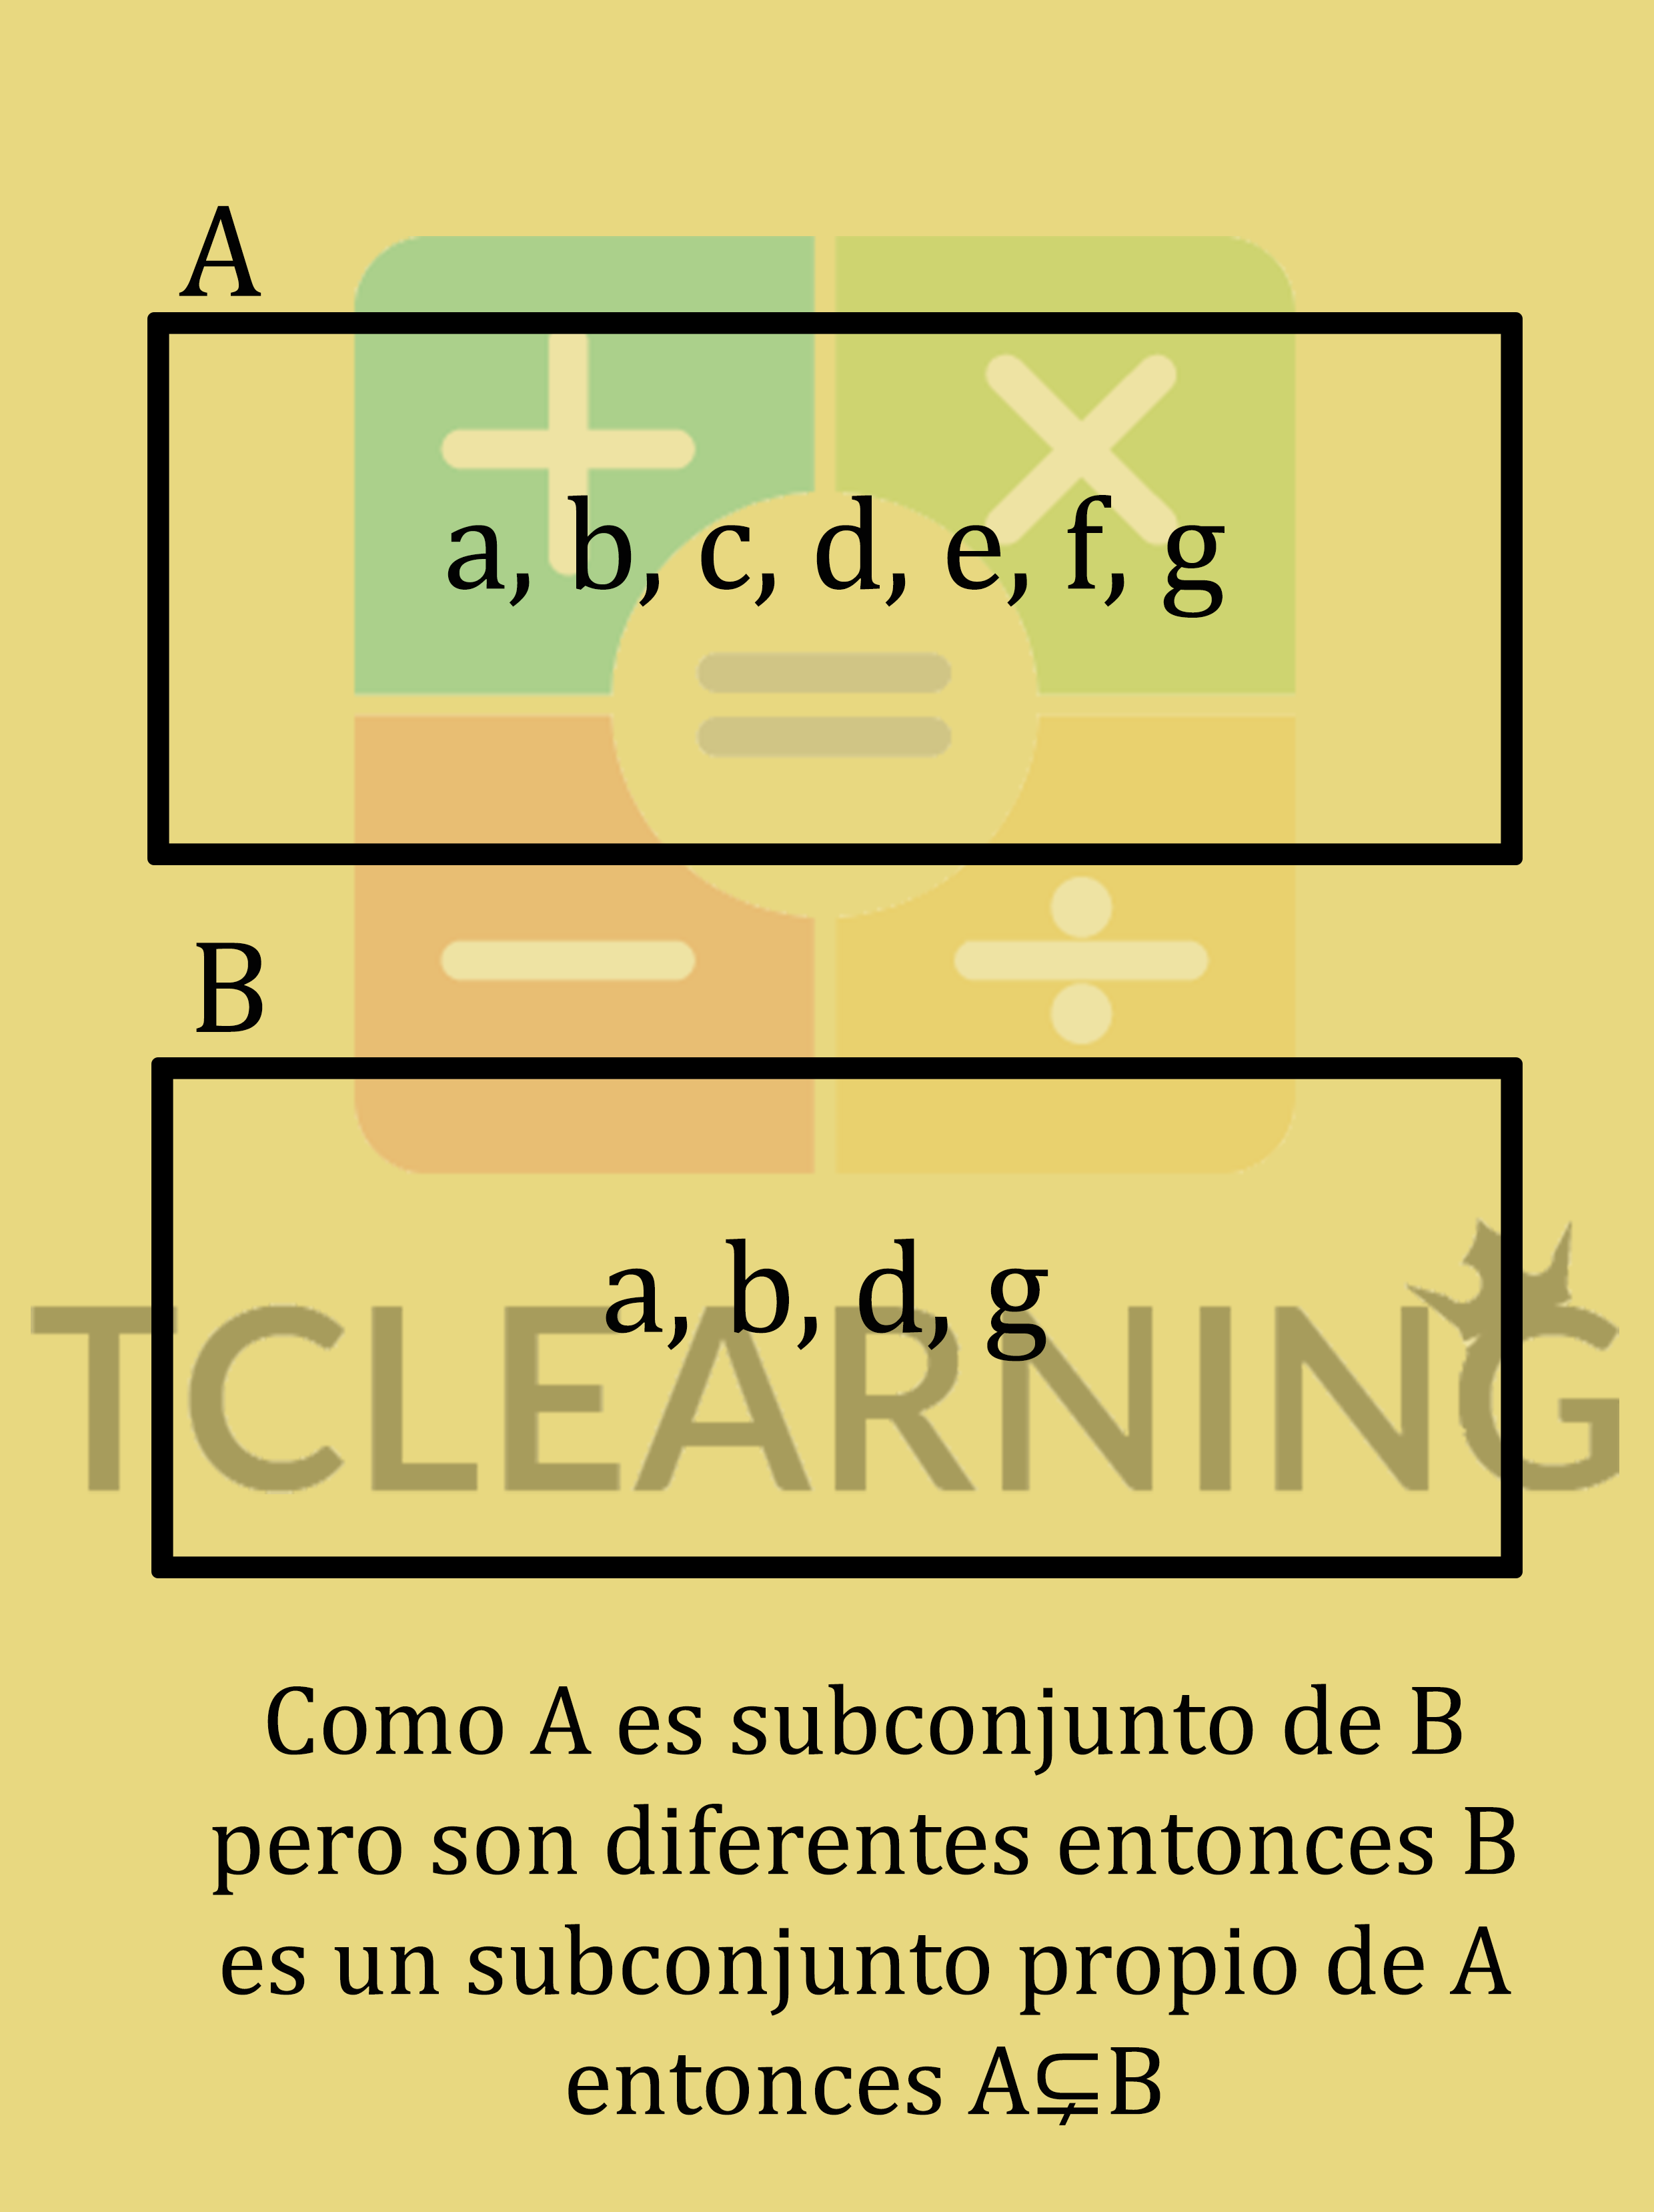 A
a, b, c, d, e, f, g
B
a, b, d, g
TCLEARNING
Como A es subconjunto de B
pero son diferentes entonces B
es un subconjunto propio de A
entonces A⊊B